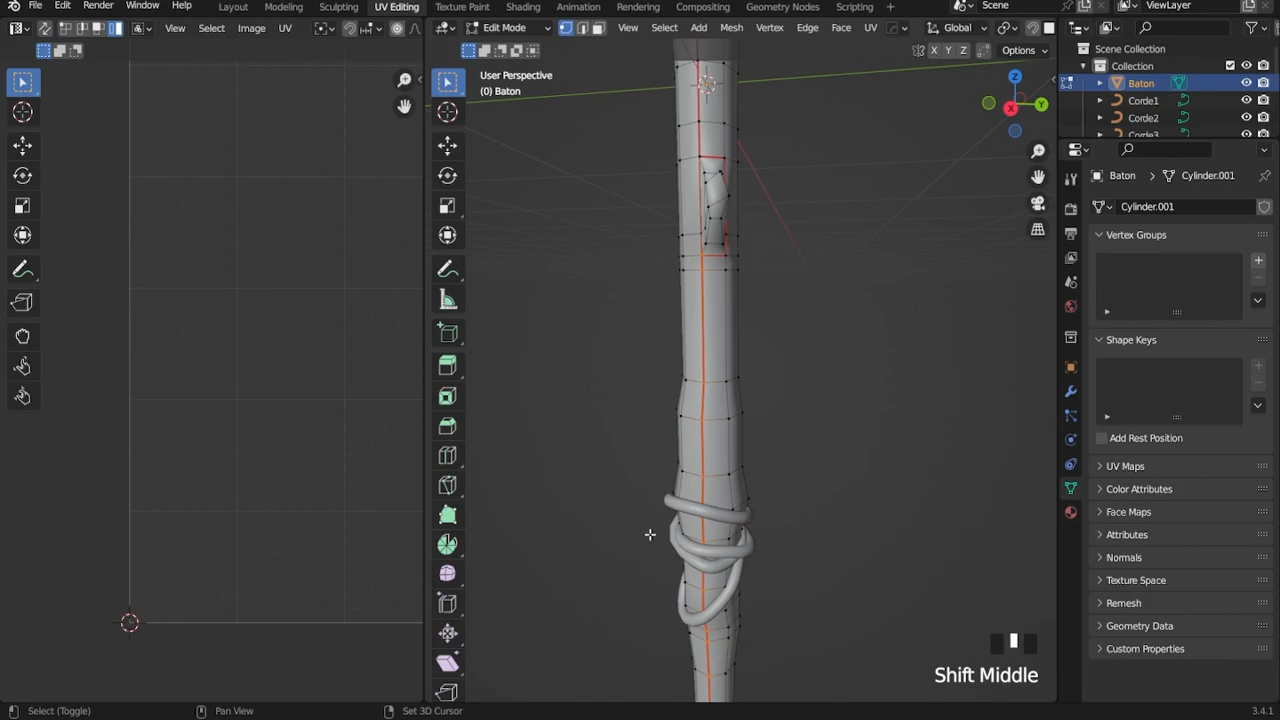 File Edit Render Window Help Layout Modeling Sculpting UV Editing Texture Paint Shading Animation Rendering Compositing Geometry Nodes Scripting + Scene ViewLayer
View Select Image UV Edit Mode View Select Add Mesh Vertex Edge Face UV Global
X Y Z Options
Scene Collection
Collection
Baton
Corde1
Corde2
Corde3
User Perspective
(0) Baton
Z
Y
X
Baton > Cylinder.001
Cylinder.001
Vertex Groups
Shape Keys
Add Rest Position
UV Maps
Color Attributes
Face Maps
Attributes
Normals
Texture Space
Remesh
Geometry Data
Custom Properties
Shift Middle
Select (Toggle) Pan View Set 3D Cursor 3.4.1